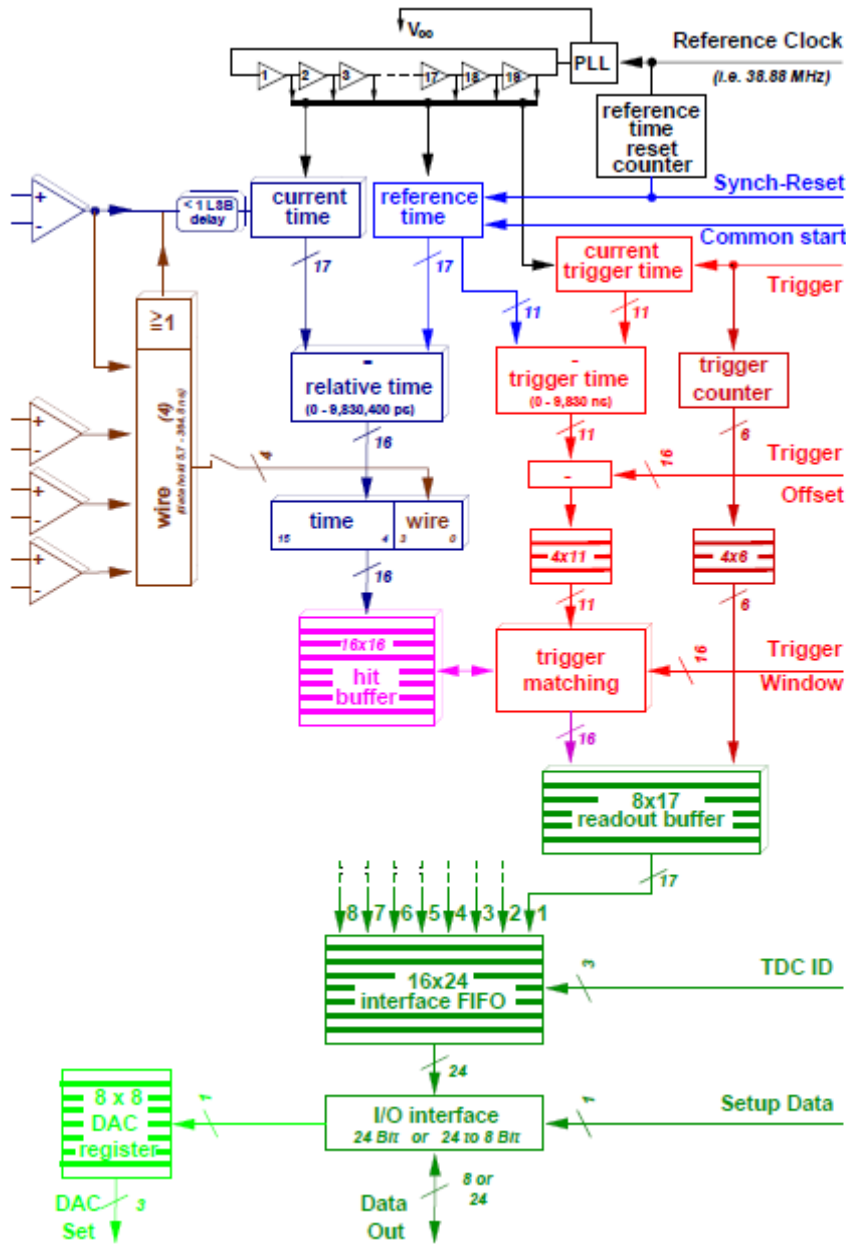 V00
Reference Clock
PLL
(i.e. 38.88 MHz)
1 2 3 17 18 19
reference
time
reset
counter
Synch-Reset
+
-
< 1 LSB
delay
current
time
reference
time
Common start
current
trigger time
Trigger
17
17
11
11
≧1
-
relative time
(0 - 9,830,400 ps)
-
trigger time
(0 - 9,830 ns)
trigger
counter
wire (4)
+
-
16
11
6
4
-
16
Trigger
Offset
+
-
time
15 4
wire
3 0
4x11
4x6
+
-
16
11
6
16x16
hit
buffer
trigger
matching
16
Trigger
Window
16
8x17
readout buffer
17
8 7 6 5 4 3 2 1
16x24
interface FIFO
3
TDC ID
24
8 x 8
DAC
register
1
I/O interface
24 Bit or 24 to 8 Bit
1
Setup Data
DAC
Set
3
Data
Out
8 or
24